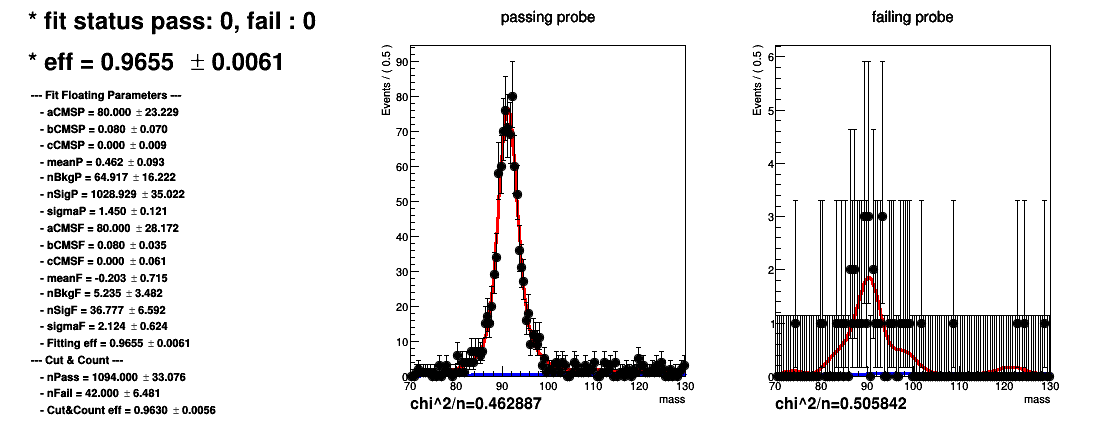 * fit status pass: 0, fail : 0
* eff = 0.9655 ± 0.0061
--- Fit Floating Parameters ---
- aCMSP = 80.000 ± 23.229
- bCMSP = 0.080 ± 0.070
- cCMSP = 0.000 ± 0.009
- meanP = 0.462 ± 0.093
- nBkgP = 64.917 ± 16.222
- nSigP = 1028.929 ± 35.022
- sigmaP = 1.450 ± 0.121
- aCMSF = 80.000 ± 28.172
- bCMSF = 0.080 ± 0.035
- cCMSF = 0.000 ± 0.061
- meanF = -0.203 ± 0.715
- nBkgF = 5.235 ± 3.482
- nSigF = 36.777 ± 6.592
- sigmaF = 2.124 ± 0.624
- Fitting eff = 0.9655 ± 0.0061
--- Cut & Count ---
- nPass = 1094.000 ± 33.076
- nFail = 42.000 ± 6.481
- Cut&Count eff = 0.9630 ± 0.0056
passing probe
Events / ( 0.5 )
90
80
70
60
50
40
30
20
10
0
70 80 90 100 110 120 130
mass
chi^2/n=0.462887
failing probe
Events / ( 0.5 )
6
5
4
3
2
1
0
70 80 90 100 110 120 130
mass
chi^2/n=0.505842